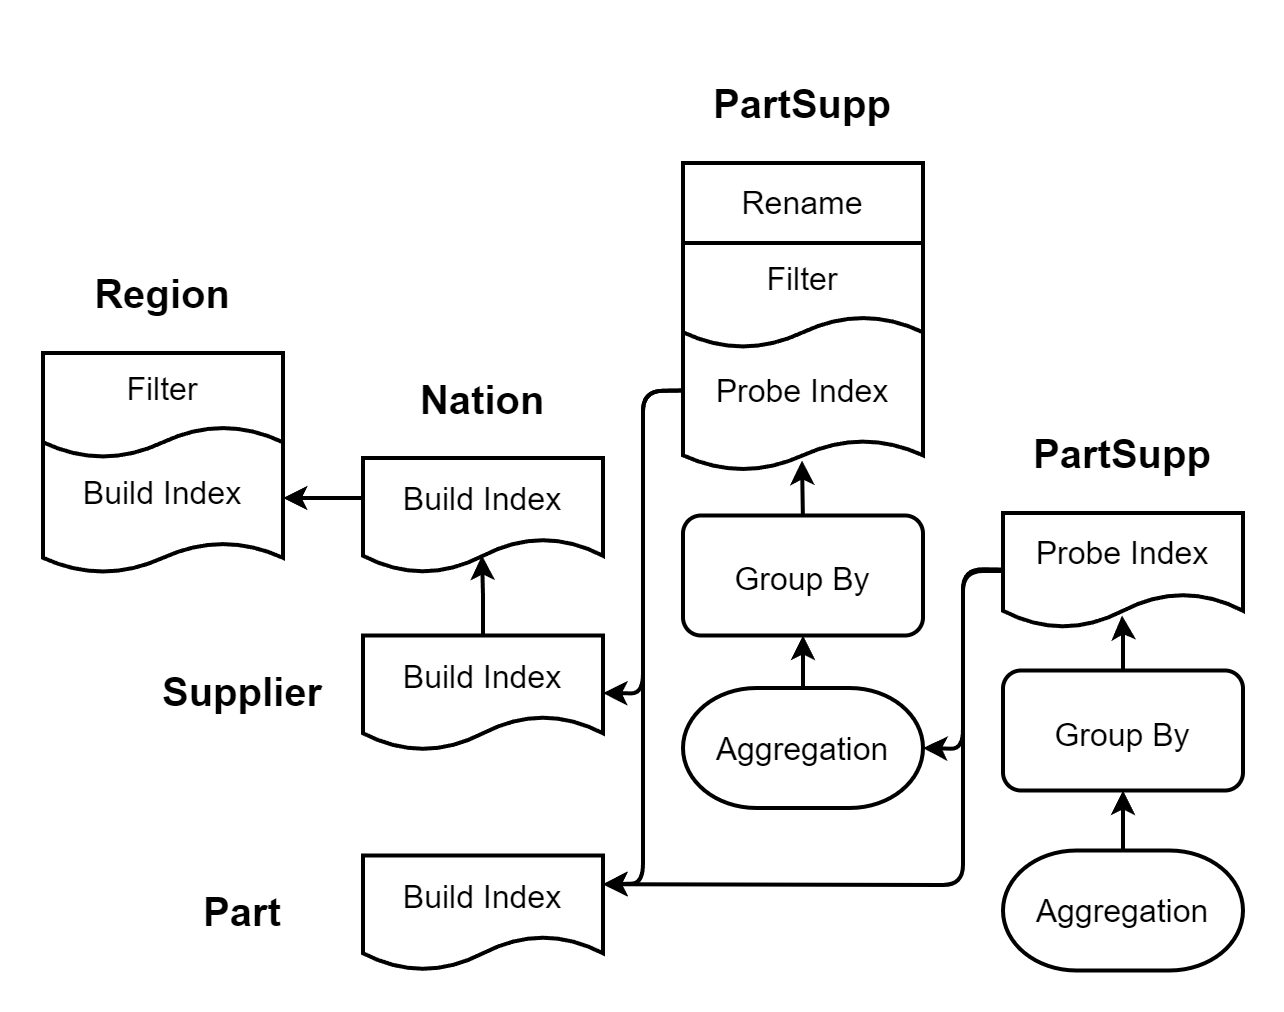 PartSupp
Rename
Filter
Probe Index
Group By
Aggregation
Region
Filter
Build Index
Nation
Build Index
Supplier
Build Index
Part
Build Index
PartSupp
Probe Index
Group By
Aggregation